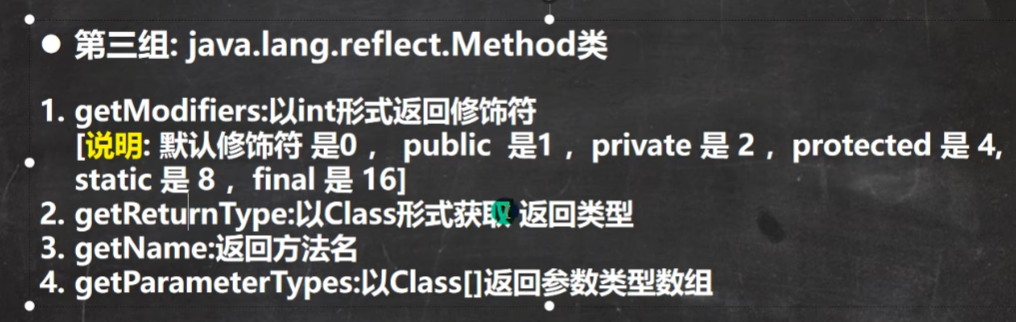 ● 第三组: java.lang.reflect.Method类
1. getModifiers:以int形式返回修饰符
[说明: 默认修饰符 是0 ， public 是1 ，private 是 2 ，protected 是 4,
static 是 8 ，final 是 16]
2. getReturnType:以Class形式获取 返回类型
3. getName:返回方法名
4. getParameterTypes:以Class[]返回参数类型数组